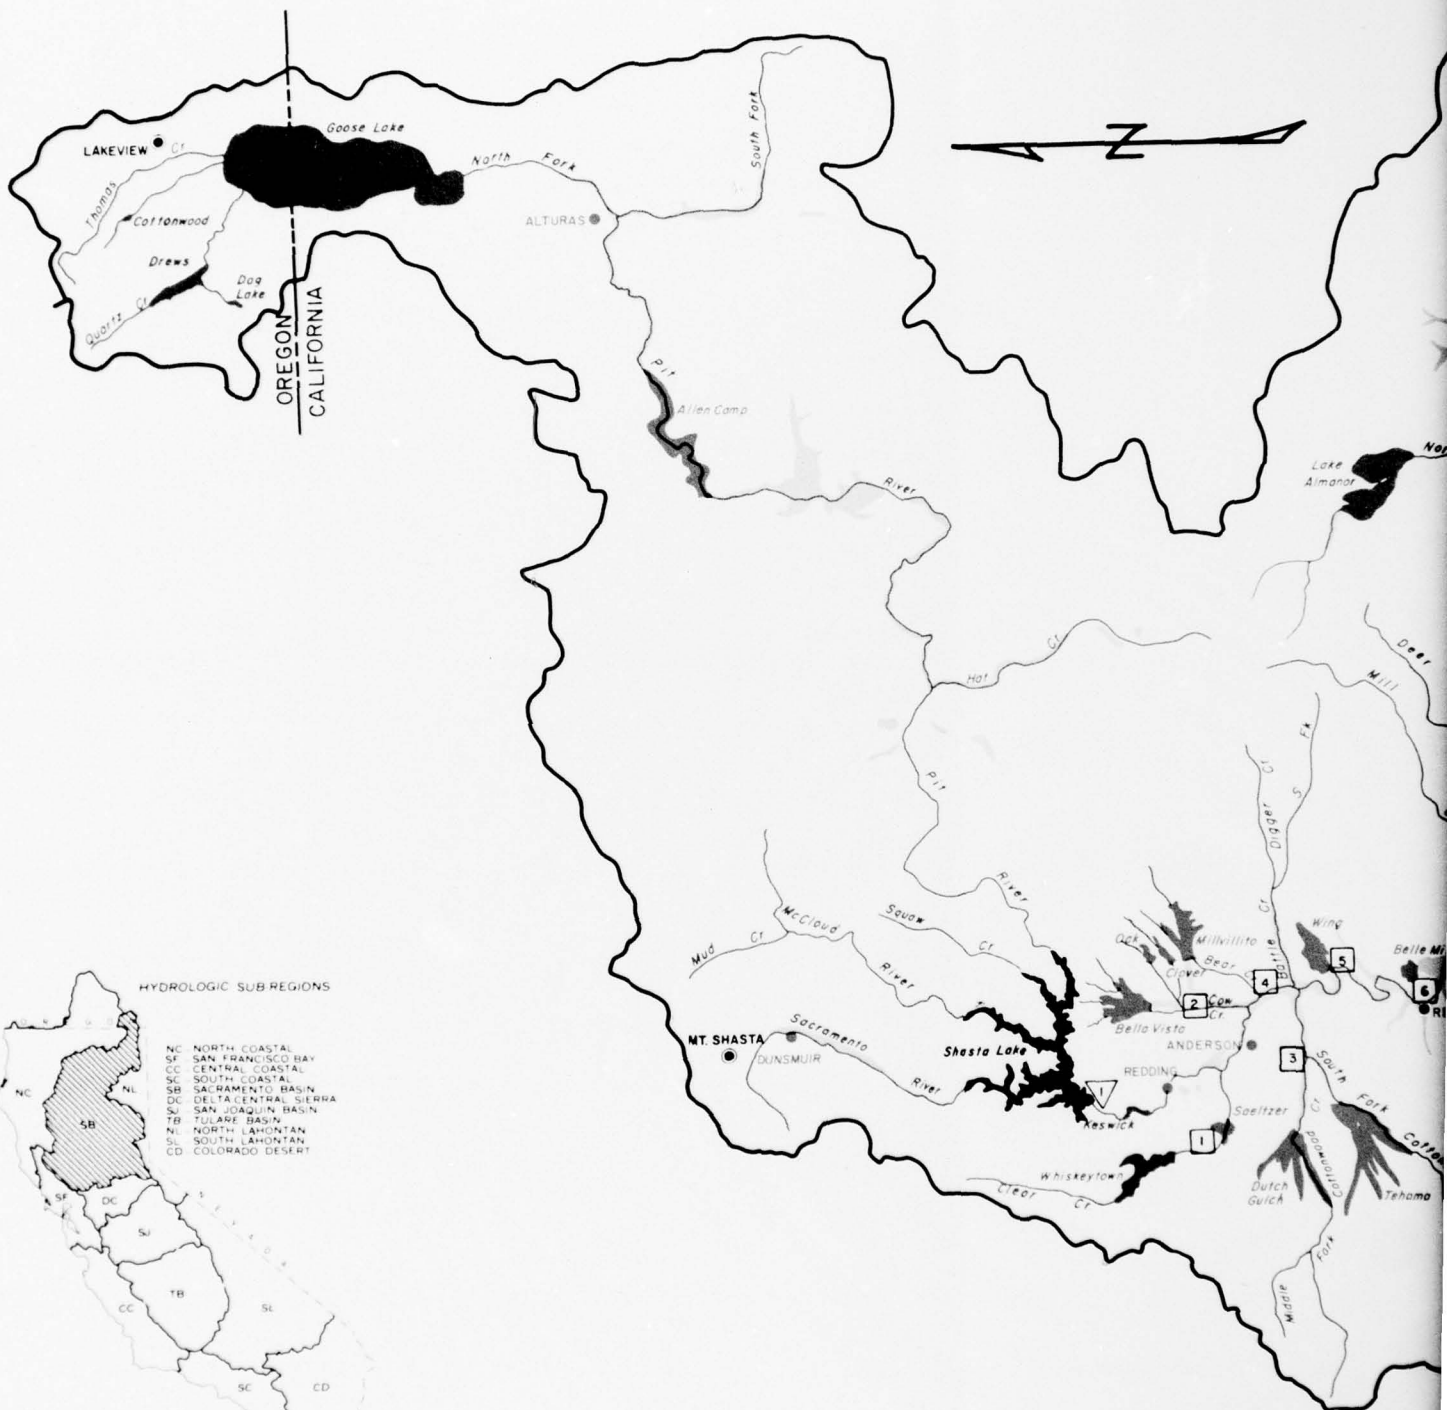 Goose Lake
LAKEVIEW
Thomas
Cr
Cottonwood
Drews
Dog
Lake
Quartz
Cr
OREGON
CALIFORNIA
North
Fork
South Fork
ALTURAS
Z
Pit
Allen Camp
River
Lake
Almanor
Hot
Cr
Deer
Mill
Pit
River
Digger
Cr
S
Fk
Battle
Cr
McCloud
River
Mud
Cr
Squaw
Cr
Oak
Clover
Millvillito
Bear
Wing
5
Belle Mi
6
4
2
Cow
Cr.
Bella Vista
ANDERSON
REDDING
3
South
Fork
MT. SHASTA
DUNSMUIR
Sacramento
River
Shasta Lake
1
Keswick
Saeltzer
1
Whiskeytown
Clear
Cr
Dutch
Gulch
Cottonwood
Cr
Tehama
Middle
Fork
HYDROLOGIC SUB-REGIONS
NC - NORTH COASTAL
SF - SAN FRANCISCO BAY
CC - CENTRAL COASTAL
SC - SOUTH COASTAL
SB - SACRAMENTO BASIN
DC - DELTA CENTRAL SIERRA
SJ - SAN JOAQUIN BASIN
TB - TULARE BASIN
NL - NORTH LAHONTAN
SL - SOUTH LAHONTAN
CD - COLORADO DESERT
NC
NL
SB
SF
DC
SJ
TB
CC
SL
SC
CD